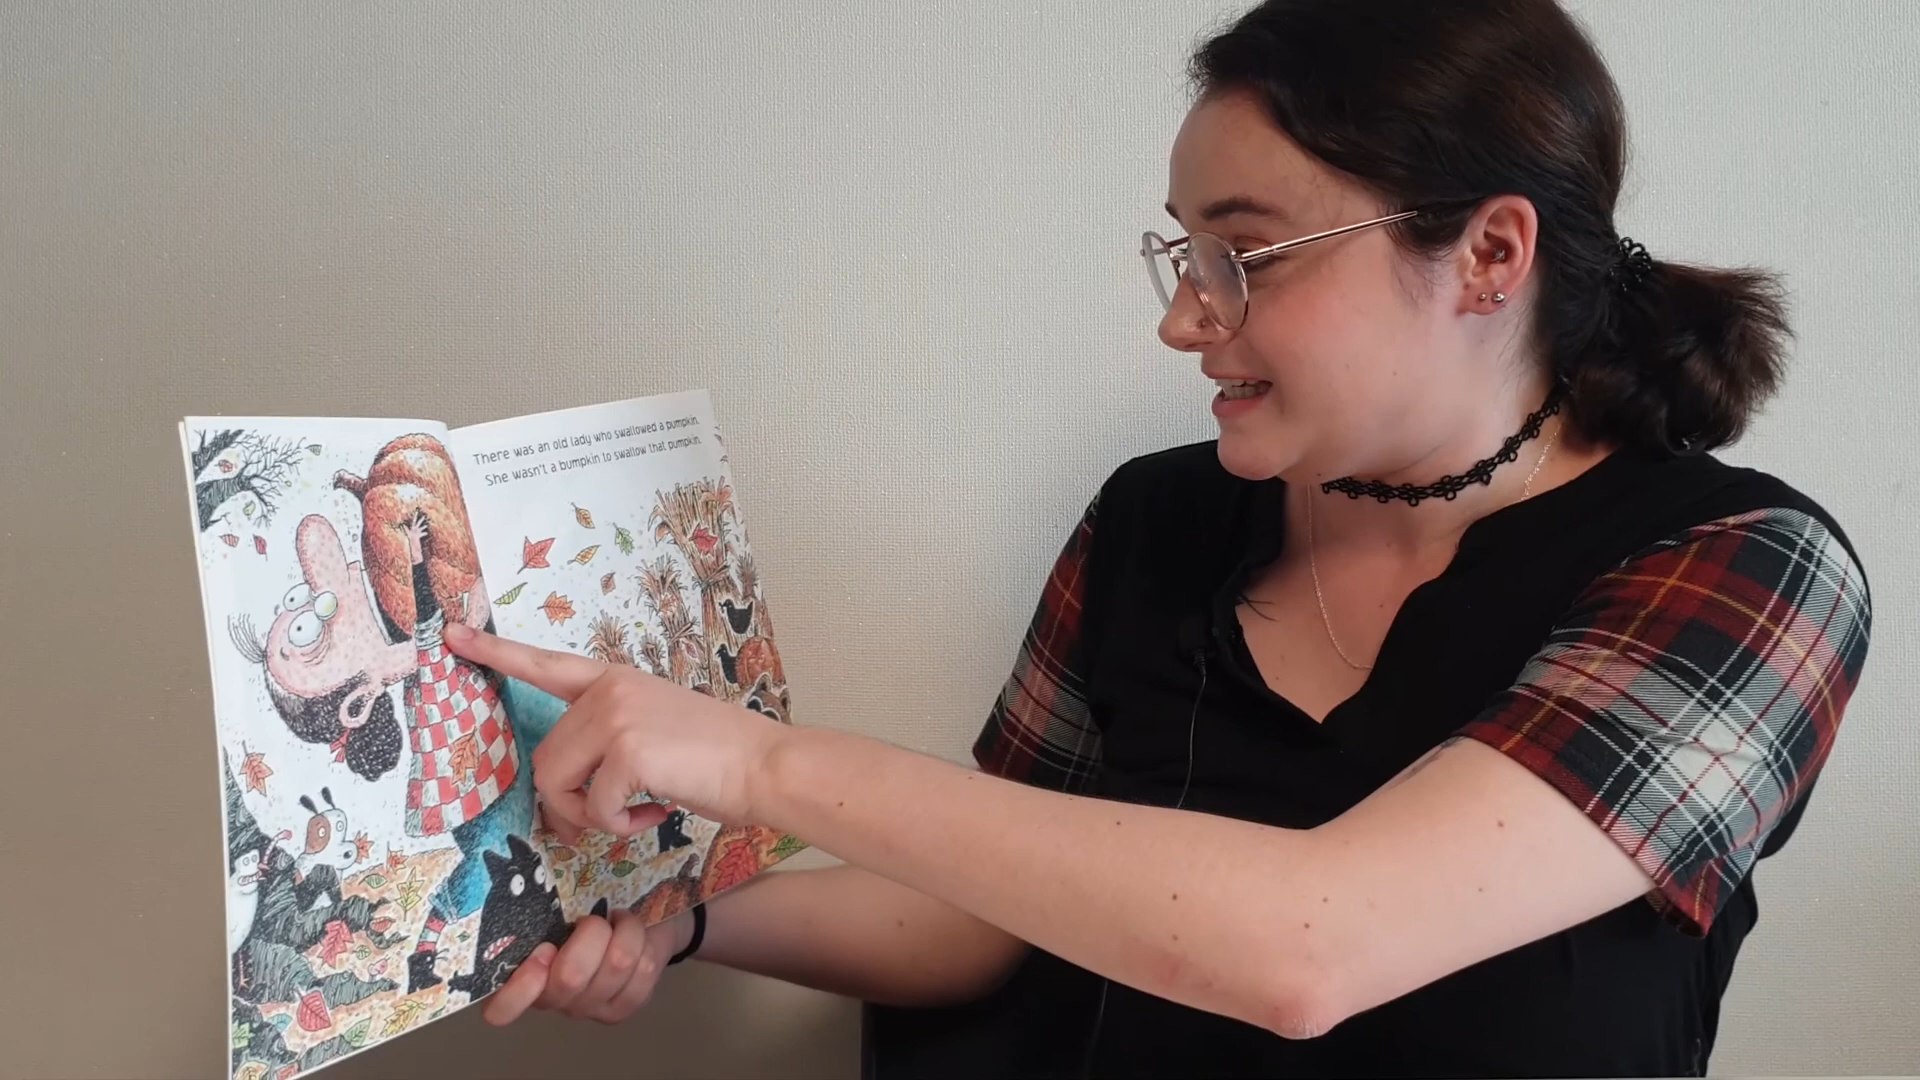 There was an old lady who swallowed a pumpkin.
She wasn't a bumpkin to swallow that pumpkin.